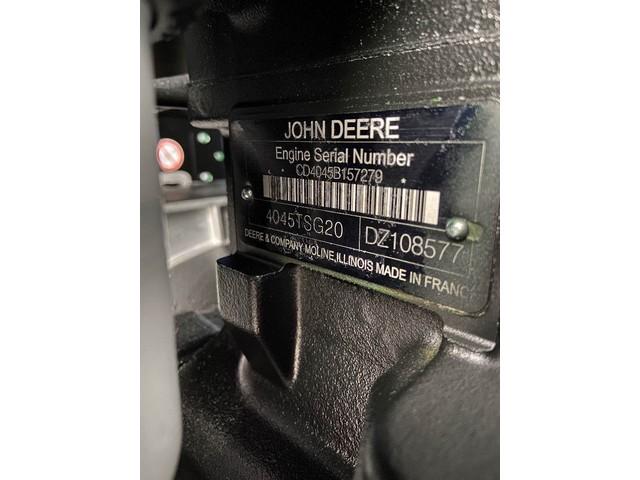 JOHN DEERE
Engine Serial Number
CD4045B157279
4045TSG20 DZ108577
DEERE & COMPANY MOLINE, ILLINOIS MADE IN FRANC